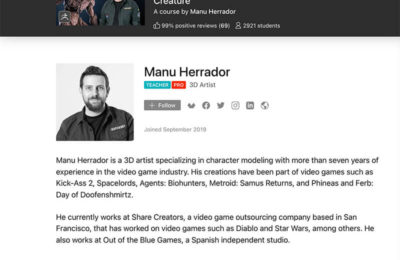 Creature
A course by Manu Herrador
99% positive reviews (69) 2921 students
Manu Herrador
TEACHER PRO 3D Artist
+ Follow
Joined September 2019
Manu Herrador is a 3D artist specializing in character modeling with more than seven years of
experience in the video game industry. His creations have been part of video games such as
Kick-Ass 2, Spacelords, Agents: Biohunters, Metroid: Samus Returns, and Phineas and Ferb:
Day of Doofenshmirtz.
He currently works at Share Creators, a video game outsourcing company based in San
Francisco, that has worked on video games such as Diablo and Star Wars, among others. He
also works at Out of the Blue Games, a Spanish independent studio.